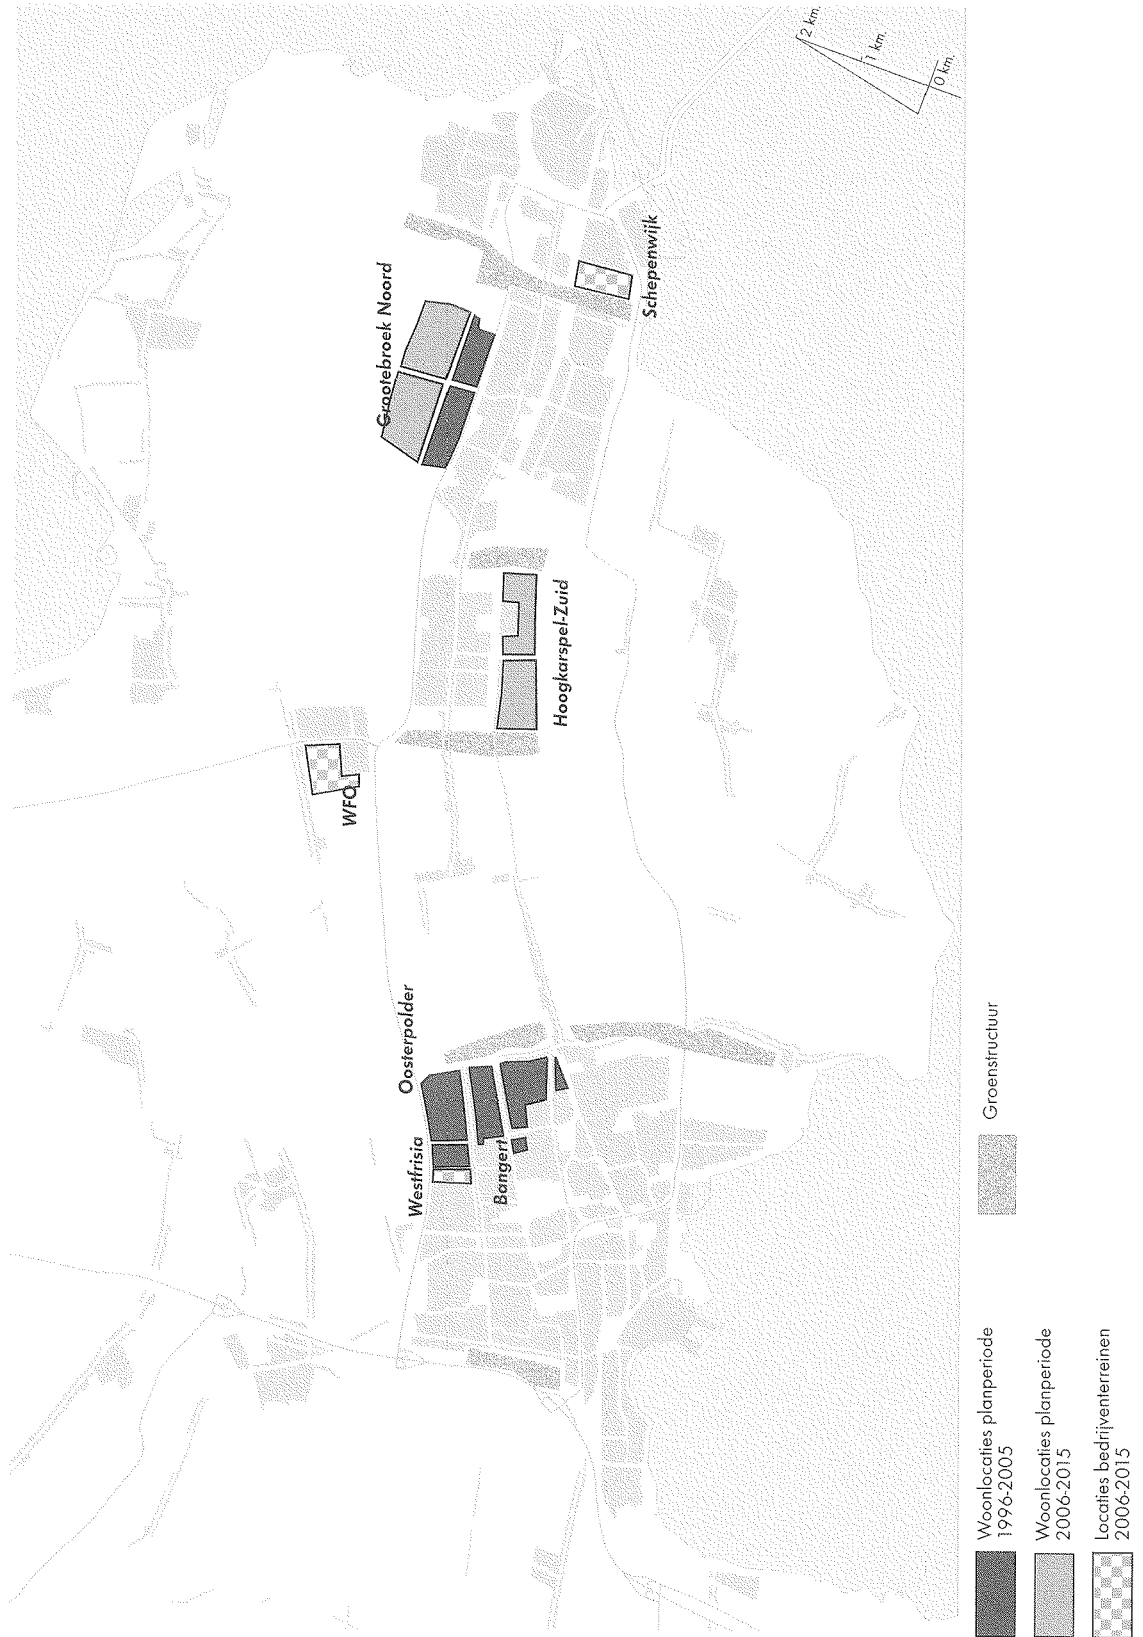 Grootebroek Noord
Schepenwijk
Hoogkarspel-Zuid
WFO
Oosterpolder
Westfrisia
Bangert
2 km.
1 km.
0 km.
Woonlocaties planperiode
1996-2005
Woonlocaties planperiode
2006-2015
Locaties bedrijventerreinen
2006-2015
Groenstructuur